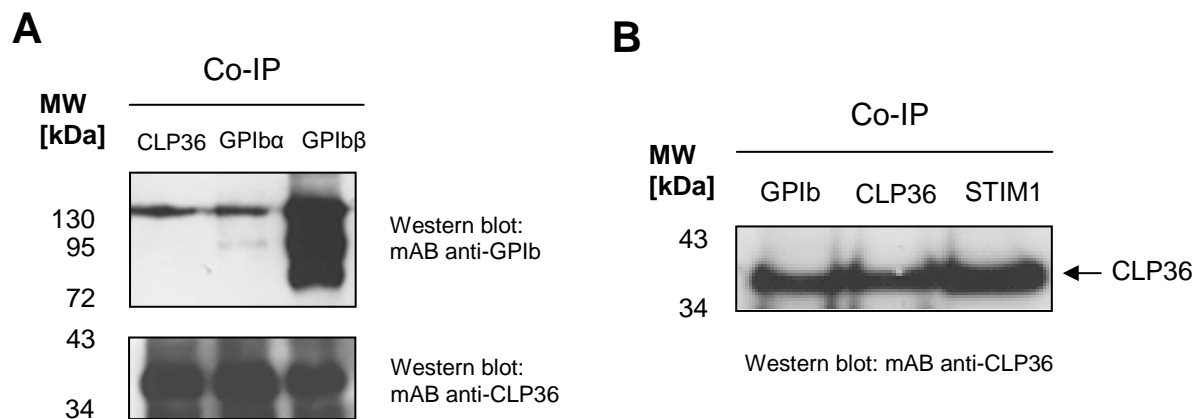 A
Co-IP
MW
[kDa]
CLP36 GPIbα GPIbβ
130
95
72
Western blot:
mAB anti-GPIb
43
34
Western blot:
mAB anti-CLP36
B
Co-IP
MW
[kDa]
GPIb CLP36 STIM1
43
34
CLP36
Western blot: mAB anti-CLP36